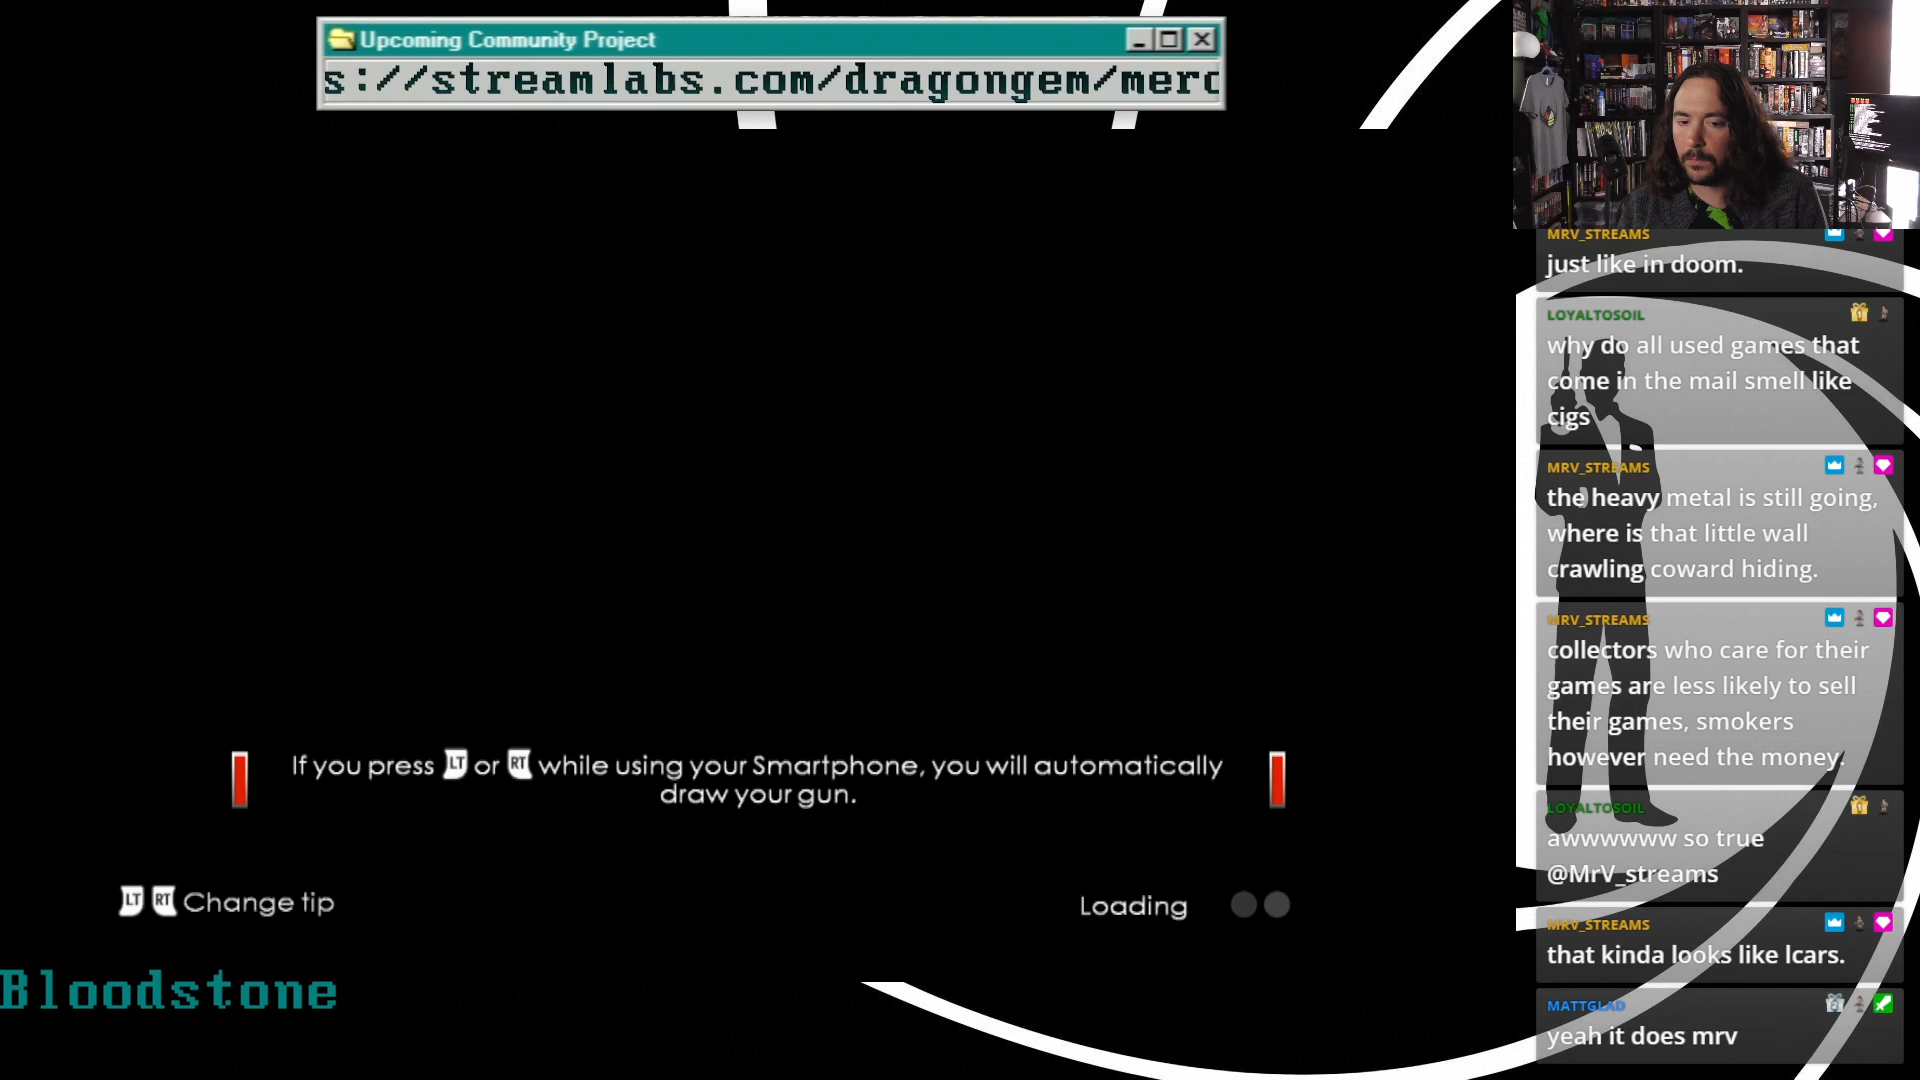 Upcoming Community Project
s://streamlabs.com/dragongem/merc
If you press LT or RT while using your Smartphone, you will automatically
draw your gun.
LT RT Change tip
Loading
Bloodstone
MRV_STREAMS
just like in doom.
LOYALTOSOIL
why do all used games that
come in the mail smell like
cigs
MRV_STREAMS
the heavy metal is still going,
where is that little wall
crawling coward hiding.
MRV_STREAMS
collectors who care for their
games are less likely to sell
their games, smokers
however need the money.
LOYALTOSOIL
awwwwww so true
@MrV_streams
MRV_STREAMS
that kinda looks like lcars.
MATTGLAD
yeah it does mrv